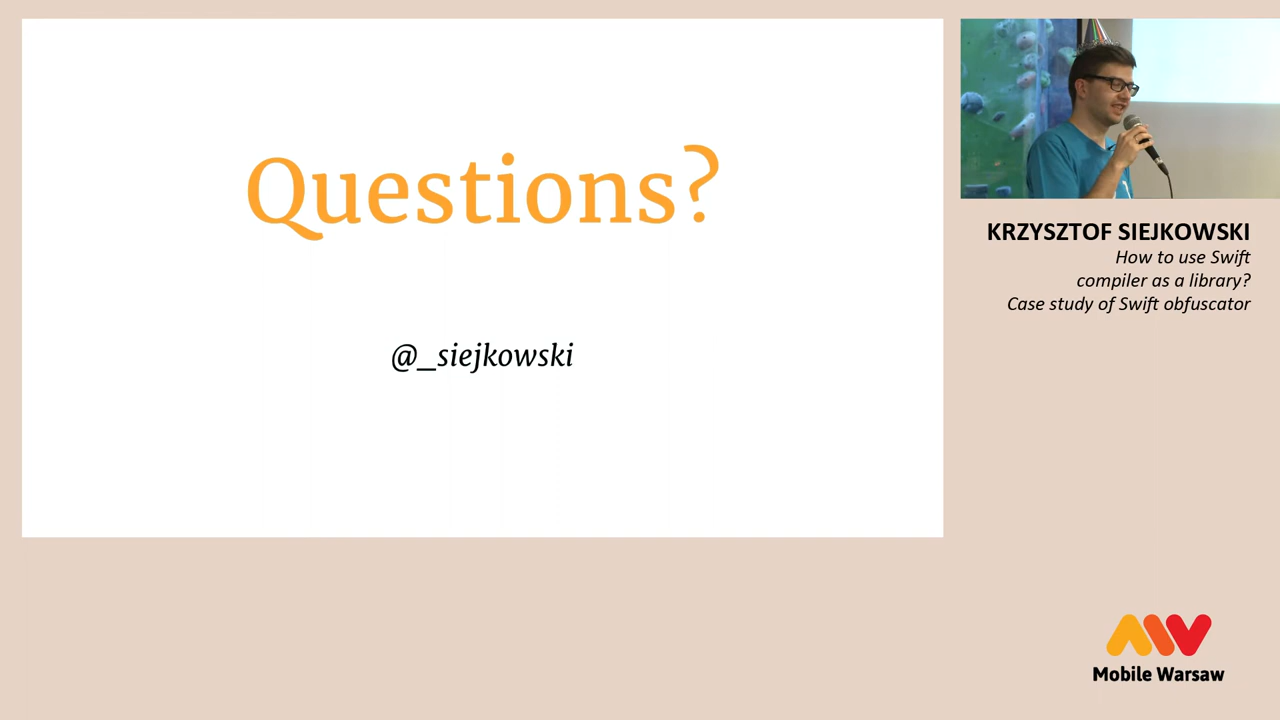 Questions?
@_siejkowski
KRZYSZTOF SIEJKOWSKI
How to use Swift
compiler as a library?
Case study of Swift obfuscator
Mobile Warsaw